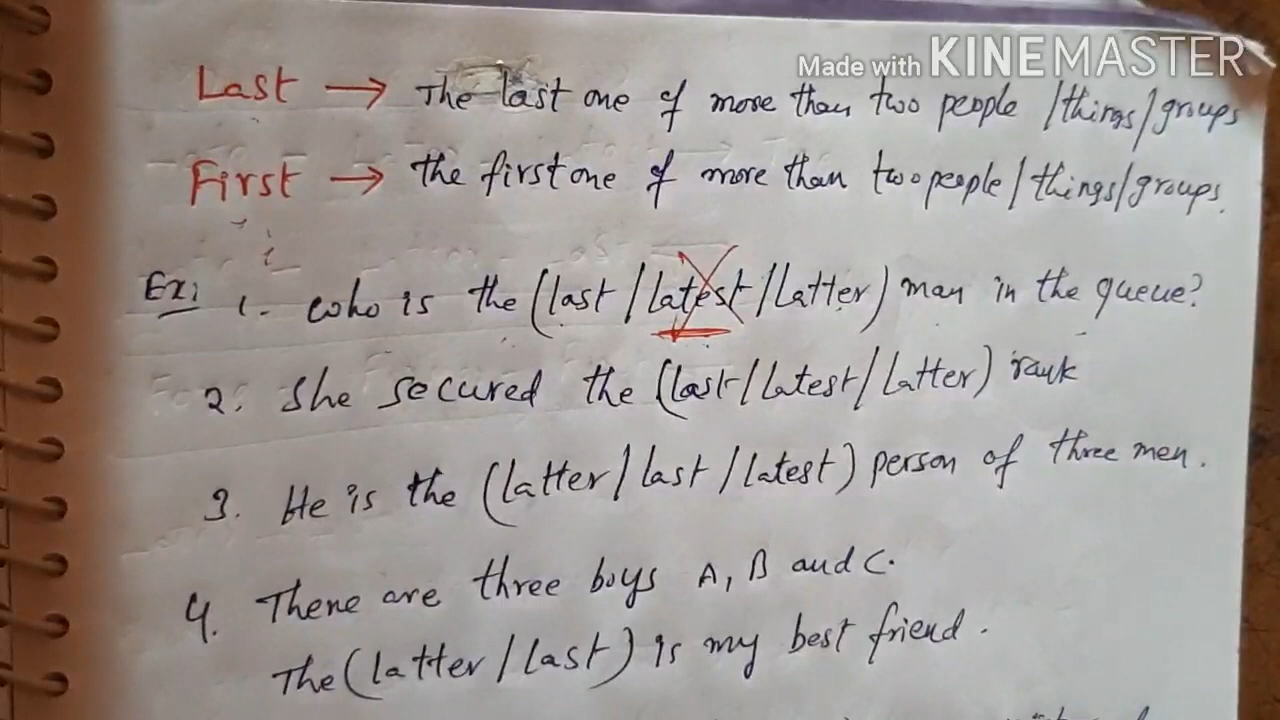 Made with KINEMASTER
Last → The last one of more than two people /things/groups
First → the first one of more than two people/things/groups.
Ex: 1. who is the (last/latest/latter) man in the queue?
2. She secured the (last/latest/latter) rank
3. He is the (latter/last/latest) person of three men.
4. There are three boys A, B and C.
The (latter/last) is my best friend.